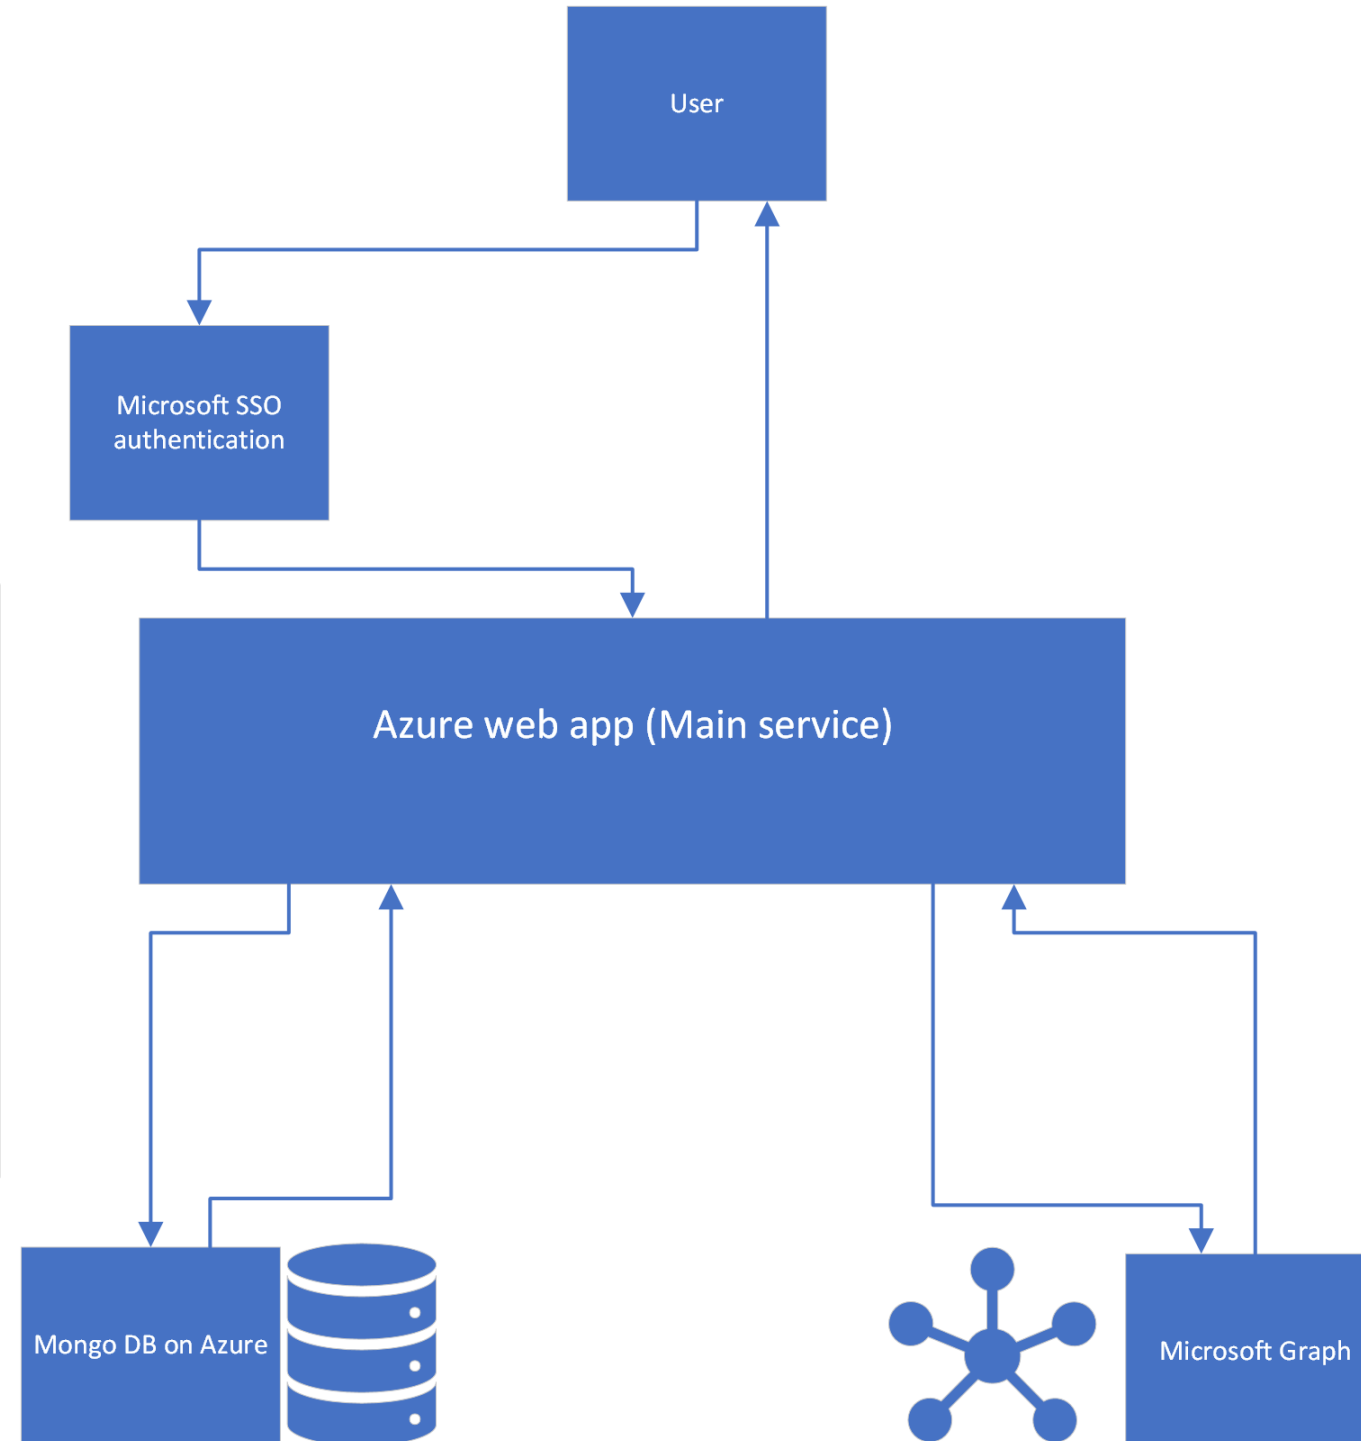 User
Microsoft SSO
authentication
Azure web app (Main service)
Mongo DB on Azure
Microsoft Graph